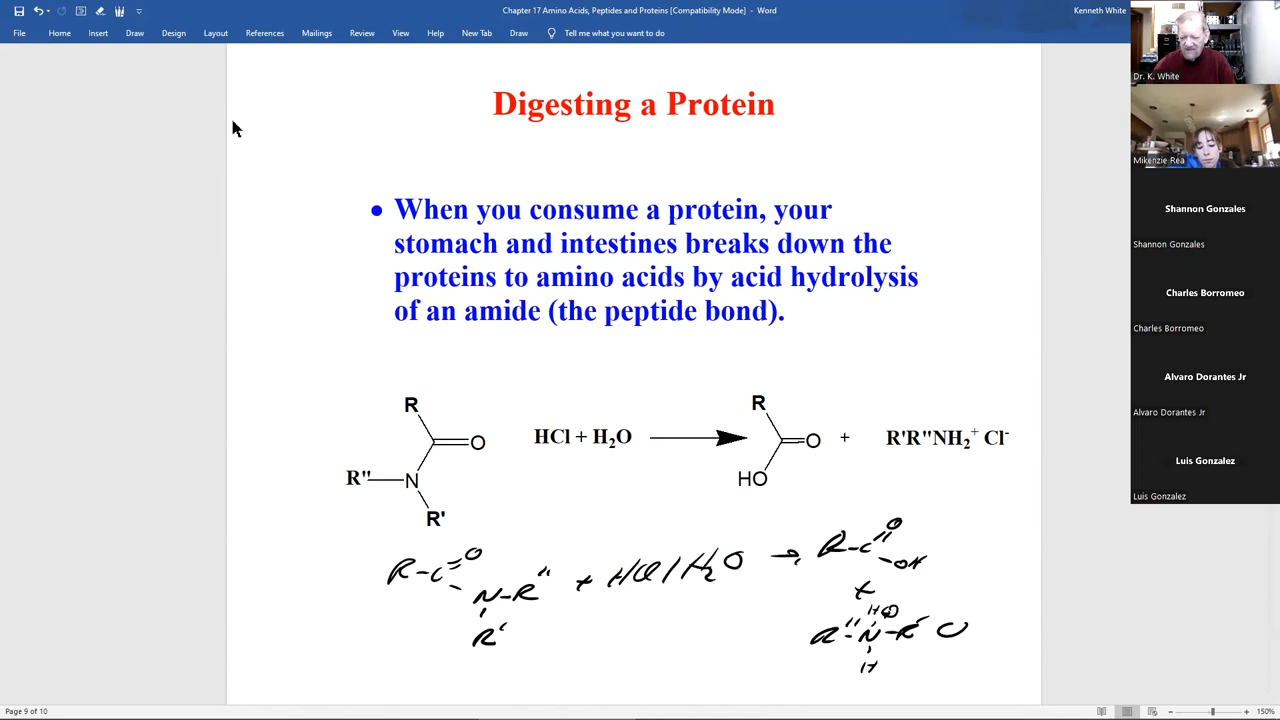 Chapter 17 Amino Acids, Peptides and Proteins [Compatibility Mode] - Word
Kenneth White
File Home Insert Draw Design Layout References Mailings Review View Help New Tab Draw Tell me what you want to do
Dr. K. White
Mikenzie Rea
Shannon Gonzales
Shannon Gonzales
Charles Borromeo
Charles Borromeo
Alvaro Dorantes Jr
Alvaro Dorantes Jr
Luis Gonzalez
Luis Gonzalez
Digesting a Protein
• When you consume a protein, your
stomach and intestines breaks down the
proteins to amino acids by acid hydrolysis
of an amide (the peptide bond).
R
O
R" N
R'
HCl + H₂O
R
O
HO
+ R'R"NH₂⁺ Cl⁻
R-C=O
N-R"
R'
+ HCl/H₂O →
R-C=O
-OH
+
H⊕
R"-N-R'
H
Page 9 of 10
150%